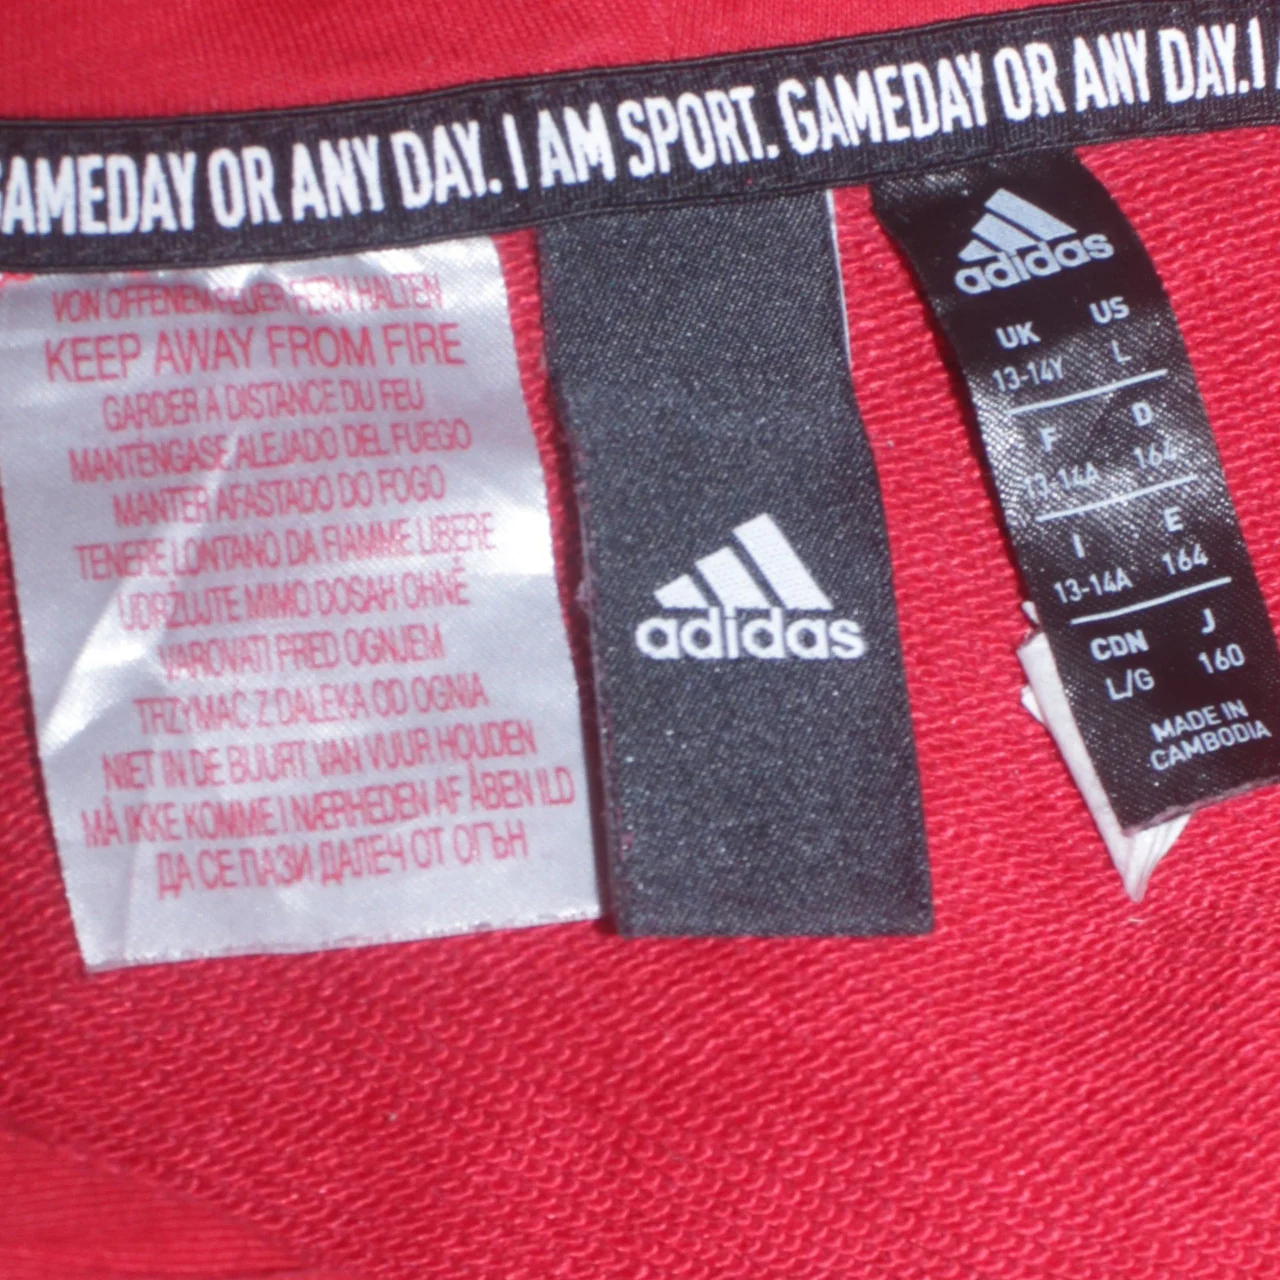 GAMEDAY OR ANY DAY. I AM SPORT. GAMEDAY OR ANY DAY. I
VON OFFENEM FEUER FERN HALTEN
KEEP AWAY FROM FIRE
GARDER A DISTANCE DU FEU
MANTÉNGASE ALEJADO DEL FUEGO
MANTER AFASTADO DO FOGO
TENERE LONTANO DA FIAMME LIBERE
UDRŽUJTE MIMO DOSAH OHNĚ
VAROVATI PRED OGNJEM
TRZYMAC Z DALEKA OD OGNIA
NIET IN DE BUURT VAN VUUR HOUDEN
MÅ IKKE KOMME I NÆRHEDEN AF ÅBEN ILD
ДА СЕ ПАЗИ ДАЛЕЧ ОТ ОГЪН
adidas
adidas
UK US
13-14Y L
F D
13-14A 164
I E
13-14A 164
CDN J
L/G 160
MADE IN
CAMBODIA